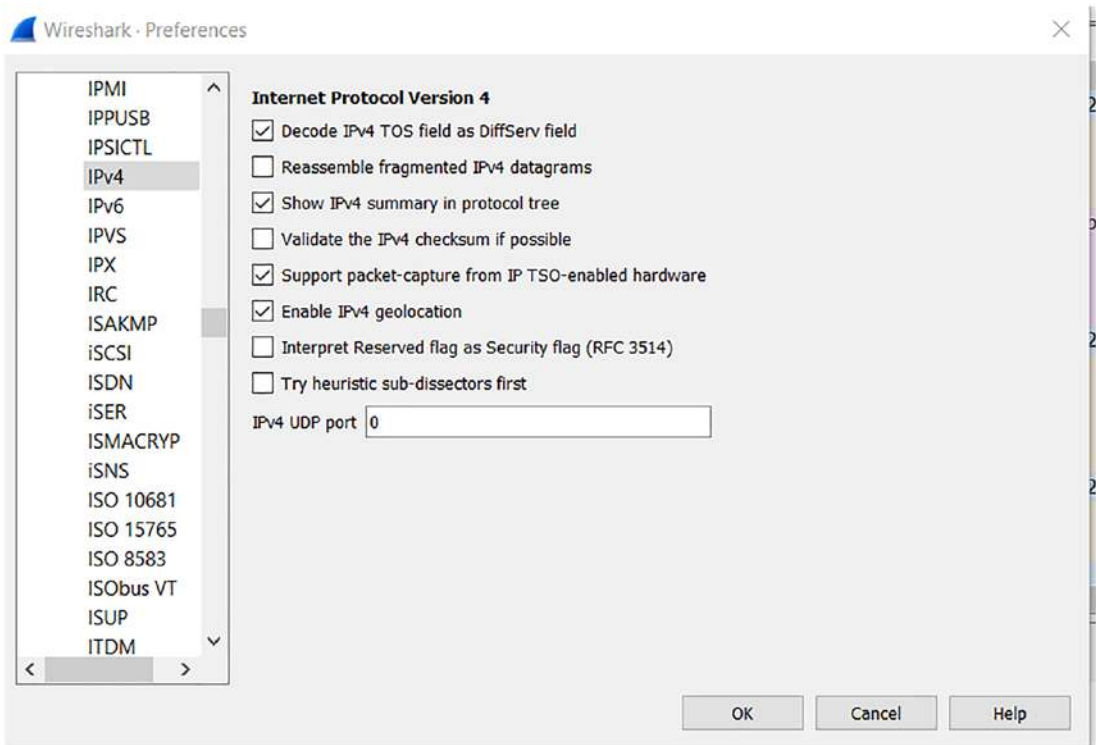 Wireshark · Preferences
IPMI
IPPUSB
IPSICTL
IPv4
IPv6
IPVS
IPX
IRC
ISAKMP
iSCSI
ISDN
iSER
ISMACRYP
iSNS
ISO 10681
ISO 15765
ISO 8583
ISObus VT
ISUP
ITDM
Internet Protocol Version 4
Decode IPv4 TOS field as DiffServ field
Reassemble fragmented IPv4 datagrams
Show IPv4 summary in protocol tree
Validate the IPv4 checksum if possible
Support packet-capture from IP TSO-enabled hardware
Enable IPv4 geolocation
Interpret Reserved flag as Security flag (RFC 3514)
Try heuristic sub-dissectors first
IPv4 UDP port 0
OK Cancel Help